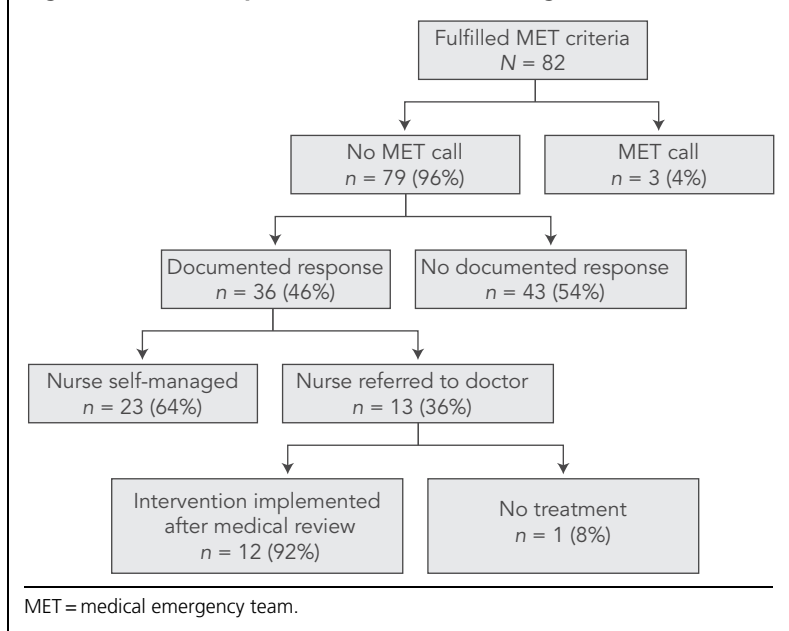 Fulfilled MET criteria
N = 82
No MET call
n = 79 (96%)
MET call
n = 3 (4%)
Documented response
n = 36 (46%)
No documented response
n = 43 (54%)
Nurse self-managed
n = 23 (64%)
Nurse referred to doctor
n = 13 (36%)
Intervention implemented
after medical review
n = 12 (92%)
No treatment
n = 1 (8%)
MET = medical emergency team.